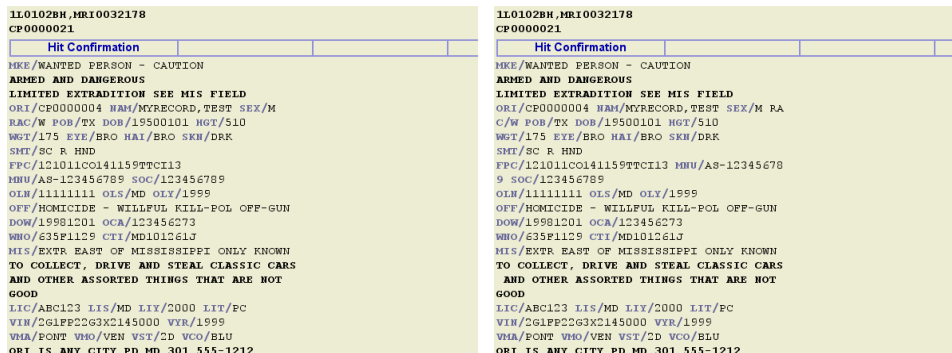 1L0102BH,MRI0032178
CP0000021
Hit Confirmation
MKE/WANTED PERSON - CAUTION
ARMED AND DANGEROUS
LIMITED EXTRADITION SEE MIS FIELD
ORI/CP0000004 NAM/MYRECORD,TEST SEX/M
RAC/W POB/TX DOB/19500101 HGT/510
WGT/175 EYE/BRO HAI/BRO SKN/DRK
SMT/SC R HND
FPC/121011CO141159TTCI13
MNU/AS-123456789 SOC/123456789
OLN/11111111 OLS/MD OLY/1999
OFF/HOMICIDE - WILLFUL KILL-POL OFF-GUN
DOW/19981201 OCA/123456273
WNO/635F1129 CTI/MD101261J
MIS/EXTR EAST OF MISSISSIPPI ONLY KNOWN
TO COLLECT, DRIVE AND STEAL CLASSIC CARS
AND OTHER ASSORTED THINGS THAT ARE NOT
GOOD
LIC/ABC123 LIS/MD LIY/2000 LIT/PC
VIN/2G1FP22G3X2145000 VYR/1999
VMA/PONT VMO/VEN VST/2D VCO/BLU
ORI IS ANY CITY PD MD 301 555-1212
1L0102BH,MRI0032178
CP0000021
Hit Confirmation
MKE/WANTED PERSON - CAUTION
ARMED AND DANGEROUS
LIMITED EXTRADITION SEE MIS FIELD
ORI/CP0000004 NAM/MYRECORD,TEST SEX/M RA
C/W POB/TX DOB/19500101 HGT/510
WGT/175 EYE/BRO HAI/BRO SKN/DRK
SMT/SC R HND
FPC/121011CO141159TTCI13 MNU/AS-12345678
9 SOC/123456789
OLN/11111111 OLS/MD OLY/1999
OFF/HOMICIDE - WILLFUL KILL-POL OFF-GUN
DOW/19981201 OCA/123456273
WNO/635F1129 CTI/MD101261J
MIS/EXTR EAST OF MISSISSIPPI ONLY KNOWN
TO COLLECT, DRIVE AND STEAL CLASSIC CARS
AND OTHER ASSORTED THINGS THAT ARE NOT
GOOD
LIC/ABC123 LIS/MD LIY/2000 LIT/PC
VIN/2G1FP22G3X2145000 VYR/1999
VMA/PONT VMO/VEN VST/2D VCO/BLU
ORI IS ANY CITY PD MD 301 555-1212